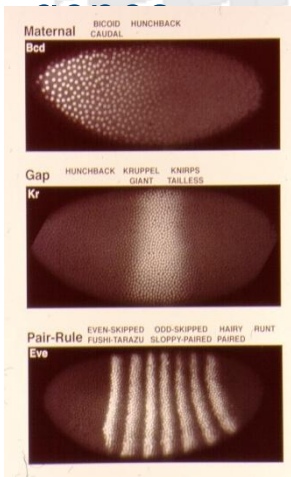 Maternal BICOID HUNCHBACK
CAUDAL
Bcd
Gap HUNCHBACK KRUPPEL KNIRPS
GIANT TAILLESS
Kr
Pair-Rule EVEN-SKIPPED ODD-SKIPPED HAIRY RUNT
FUSHI-TARAZU SLOPPY-PAIRED PAIRED
Eve